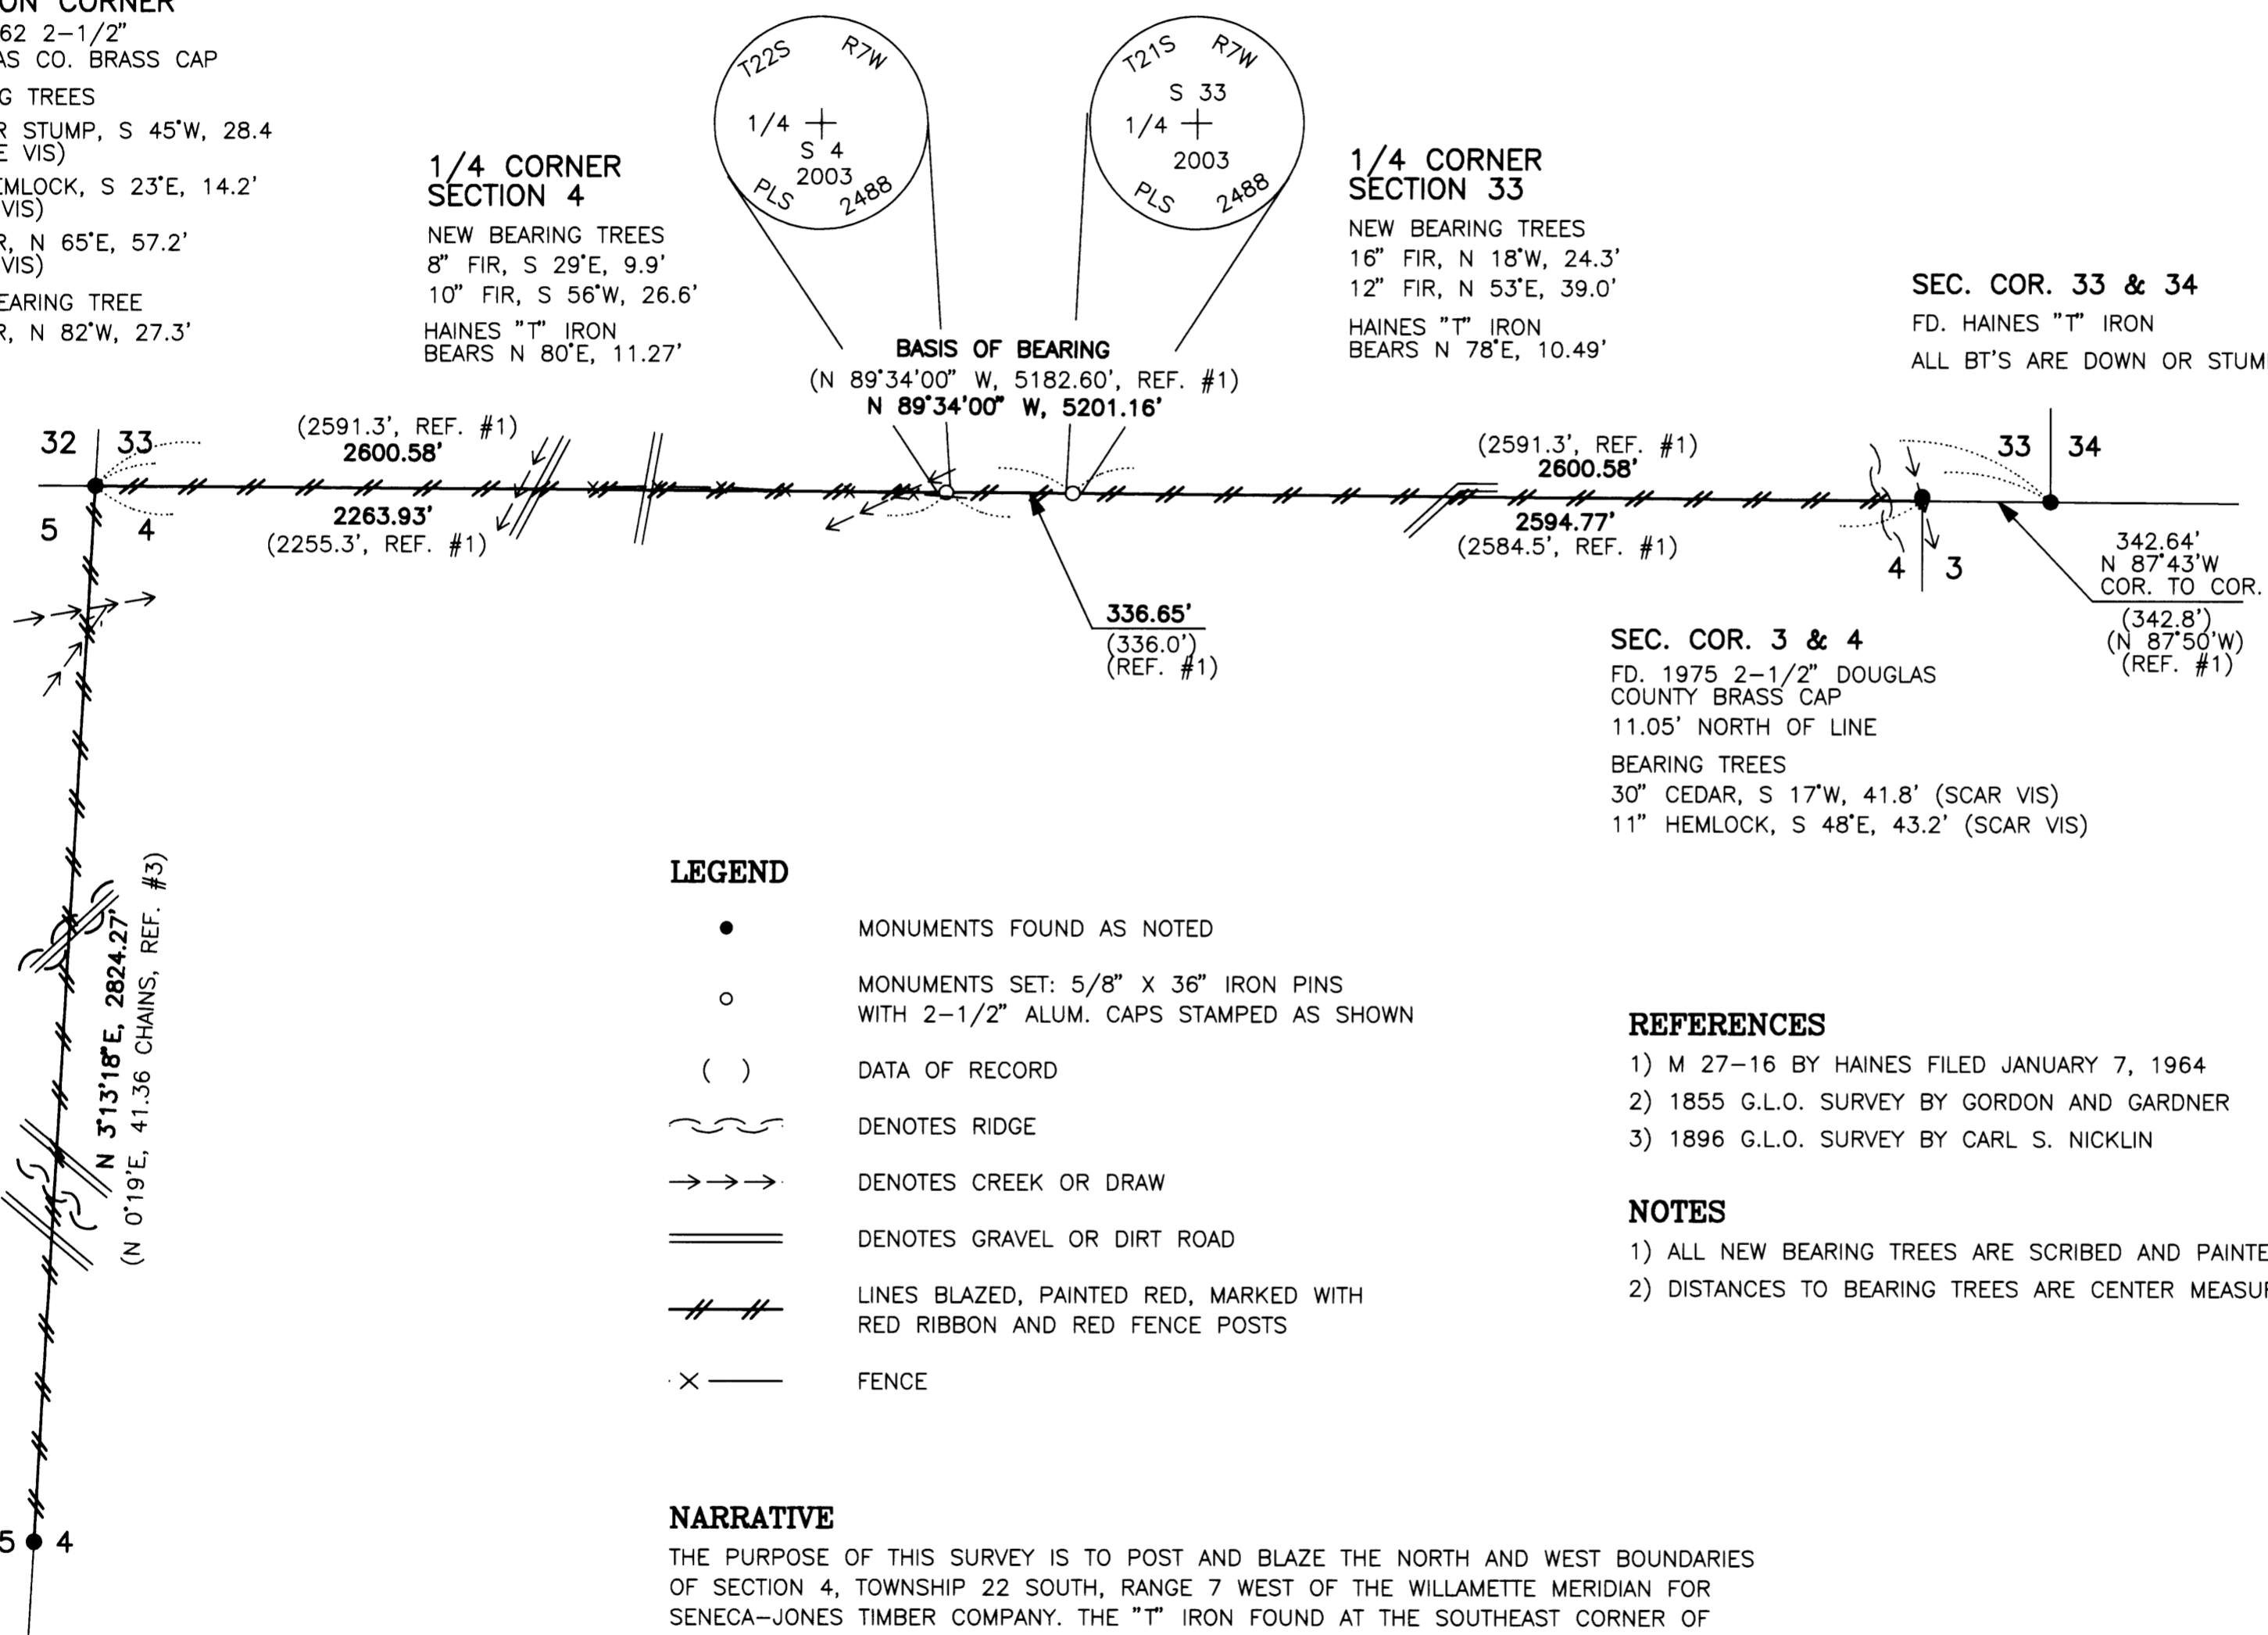 ON CORNER
62 2-1/2"
AS CO. BRASS CAP
G TREES
R STUMP, S 45°W, 28.4
E VIS)
EMLOCK, S 23°E, 14.2'
VIS)
R, N 65°E, 57.2'
VIS)
EARING TREE
R, N 82°W, 27.3'
1/4 CORNER
SECTION 4
NEW BEARING TREES
8" FIR, S 29°E, 9.9'
10" FIR, S 56°W, 26.6'
HAINES "T" IRON
BEARS N 80°E, 11.27'
T22S R7W
1/4
S 4
2003
PLS 2488
T21S R7W
S 33
1/4
2003
PLS 2488
1/4 CORNER
SECTION 33
NEW BEARING TREES
16" FIR, N 18°W, 24.3'
12" FIR, N 53°E, 39.0'
HAINES "T" IRON
BEARS N 78°E, 10.49'
SEC. COR. 33 & 34
FD. HAINES "T" IRON
ALL BT'S ARE DOWN OR STUM
BASIS OF BEARING
(N 89°34'00" W, 5182.60', REF. #1)
N 89°34'00" W, 5201.16'
32 33
(2591.3', REF. #1)
2600.58'
(2591.3', REF. #1)
2600.58'
33 34
5 4
2263.93'
(2255.3', REF. #1)
2594.77'
(2584.5', REF. #1)
4 3
342.64'
N 87°43'W
COR. TO COR.
(342.8')
(N 87°50'W)
(REF. #1)
336.65'
(336.0')
(REF. #1)
SEC. COR. 3 & 4
FD. 1975 2-1/2" DOUGLAS
COUNTY BRASS CAP
11.05' NORTH OF LINE
BEARING TREES
30" CEDAR, S 17°W, 41.8' (SCAR VIS)
11" HEMLOCK, S 48°E, 43.2' (SCAR VIS)
N 3°13'18"E, 2824.27'
(N 0°19'E, 41.36 CHAINS, REF. #3)
5 4
LEGEND
MONUMENTS FOUND AS NOTED
MONUMENTS SET: 5/8" X 36" IRON PINS
WITH 2-1/2" ALUM. CAPS STAMPED AS SHOWN
( ) DATA OF RECORD
DENOTES RIDGE
DENOTES CREEK OR DRAW
DENOTES GRAVEL OR DIRT ROAD
LINES BLAZED, PAINTED RED, MARKED WITH
RED RIBBON AND RED FENCE POSTS
FENCE
REFERENCES
1) M 27-16 BY HAINES FILED JANUARY 7, 1964
2) 1855 G.L.O. SURVEY BY GORDON AND GARDNER
3) 1896 G.L.O. SURVEY BY CARL S. NICKLIN
NOTES
1) ALL NEW BEARING TREES ARE SCRIBED AND PAINTE
2) DISTANCES TO BEARING TREES ARE CENTER MEASU
NARRATIVE
THE PURPOSE OF THIS SURVEY IS TO POST AND BLAZE THE NORTH AND WEST BOUNDARIES
OF SECTION 4, TOWNSHIP 22 SOUTH, RANGE 7 WEST OF THE WILLAMETTE MERIDIAN FOR
SENECA-JONES TIMBER COMPANY. THE "T" IRON FOUND AT THE SOUTHEAST CORNER OF